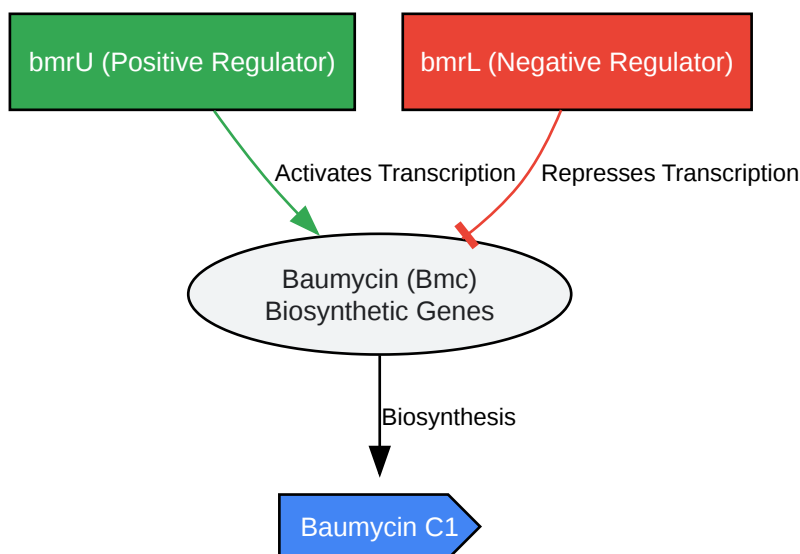 bmrU (Positive Regulator)
bmrL (Negative Regulator)
Activates Transcription
Represses Transcription
Baumycin (Bmc)
Biosynthetic Genes
Biosynthesis
Baumycin C1